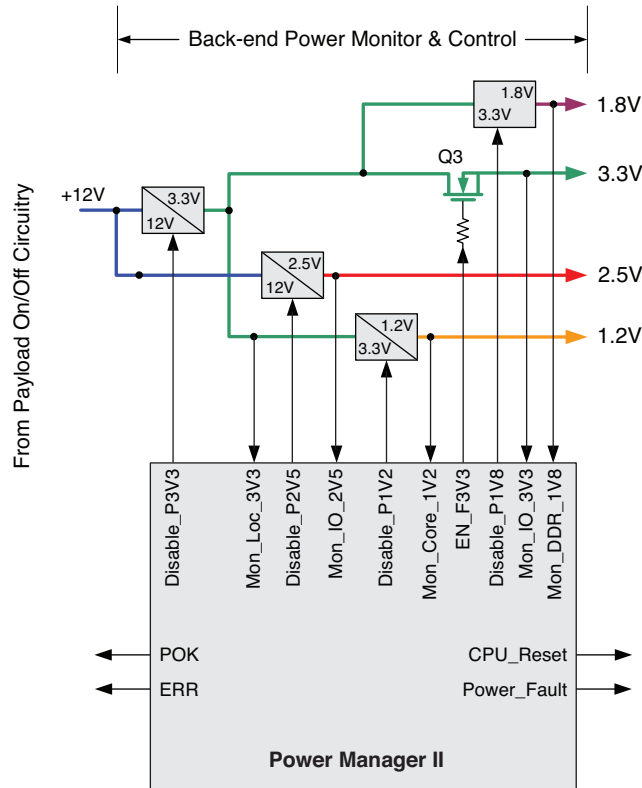 Back-end Power Monitor & Control
1.8V
3.3V
1.8V
Q3
3.3V
+12V
3.3V
12V
2.5V
12V
2.5V
1.2V
3.3V
1.2V
From Payload On/Off Circuitry
Disable_P3V3
Mon_Loc_3V3
Disable_P2V5
Mon_IO_2V5
Disable_P1V2
Mon_Core_1V2
EN_F3V3
Disable_P1V8
Mon_IO_3V3
Mon_DDR_1V8
POK
CPU_Reset
ERR
Power_Fault
Power Manager II